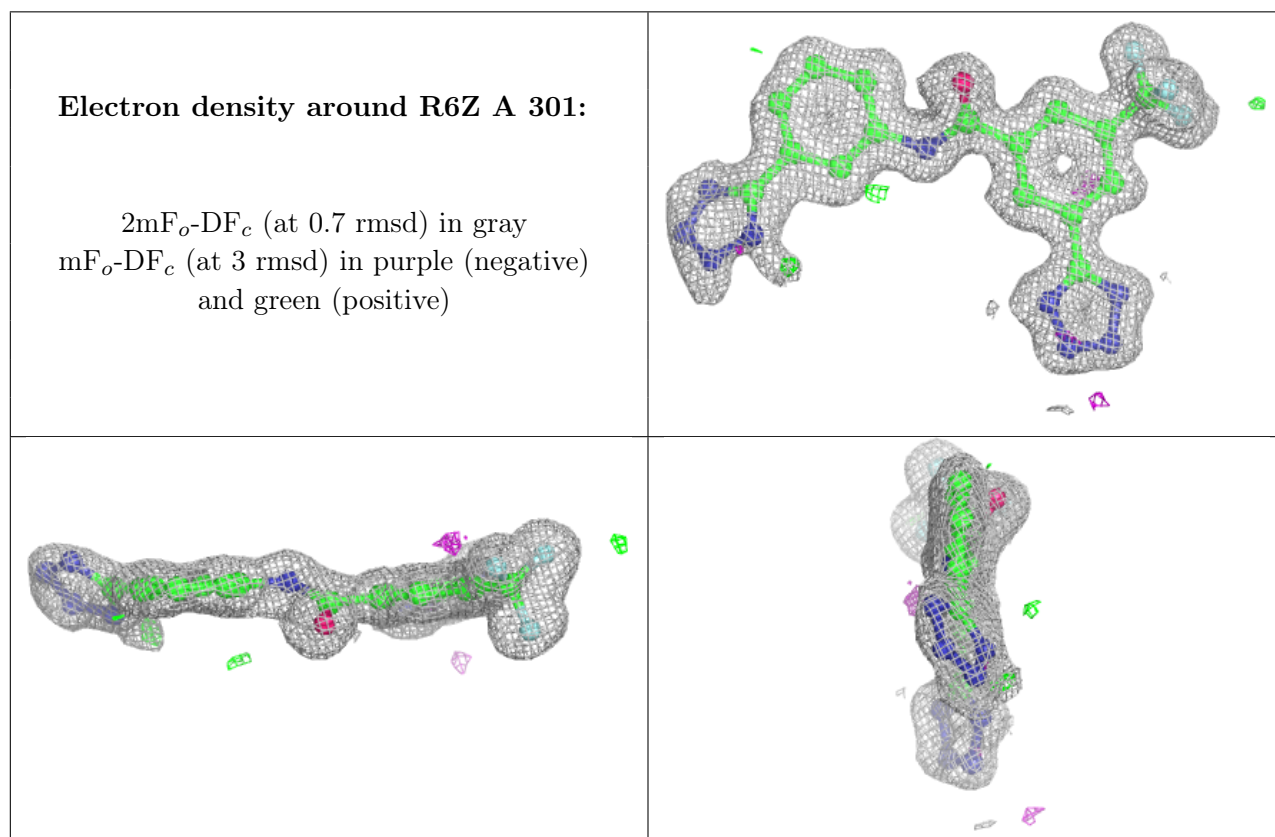 Electron density around R6Z A 301:
2mFo-DFc (at 0.7 rmsd) in gray
mFo-DFc (at 3 rmsd) in purple (negative)
and green (positive)